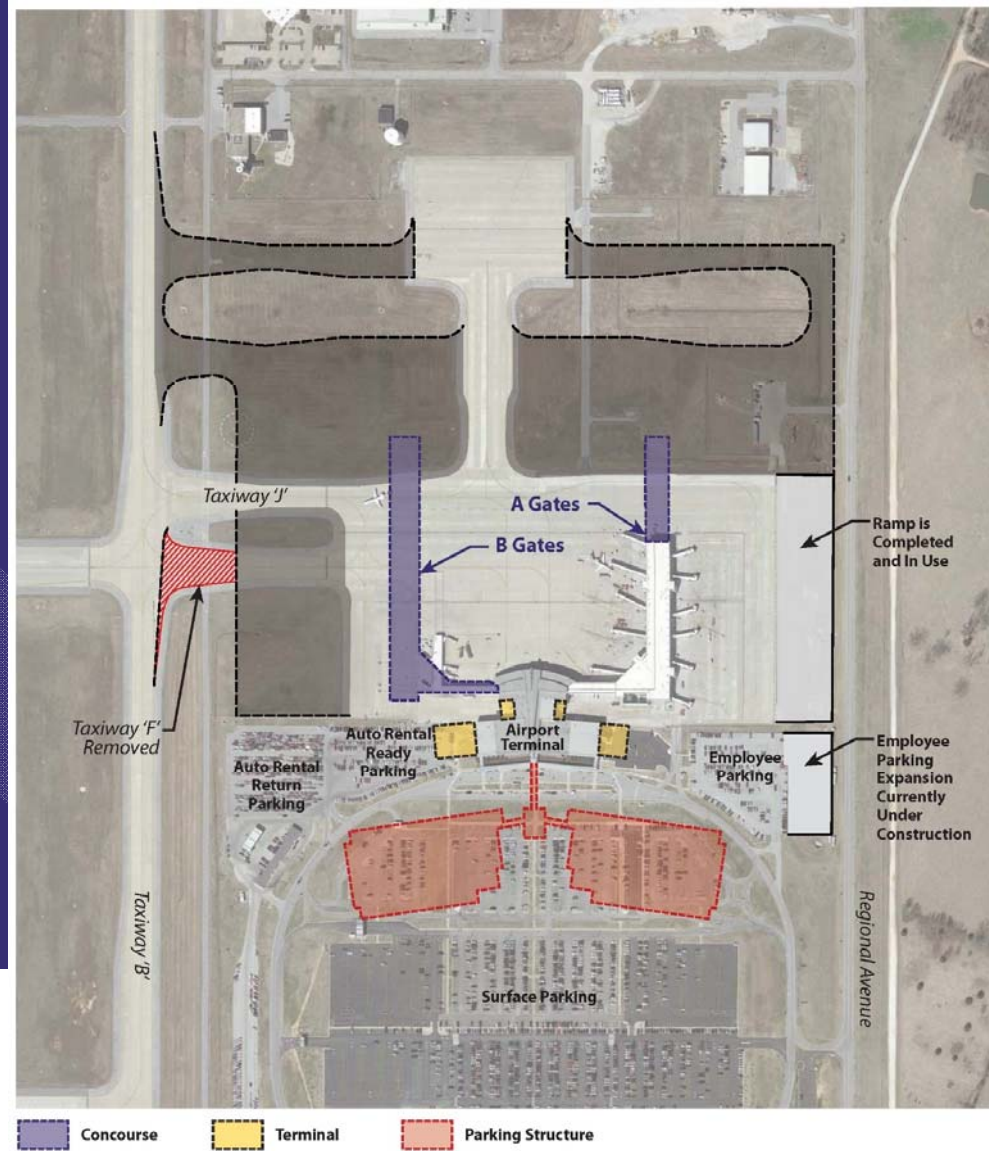 Taxiway 'J'
A Gates
B Gates
Ramp is
Completed
and In Use
Taxiway 'F'
Removed
Auto Rental
Ready
Parking
Airport
Terminal
Auto Rental
Return
Parking
Employee
Parking
Employee
Parking
Expansion
Currently
Under
Construction
Taxiway 'B'
Regional Avenue
Surface Parking
Concourse
Terminal
Parking Structure